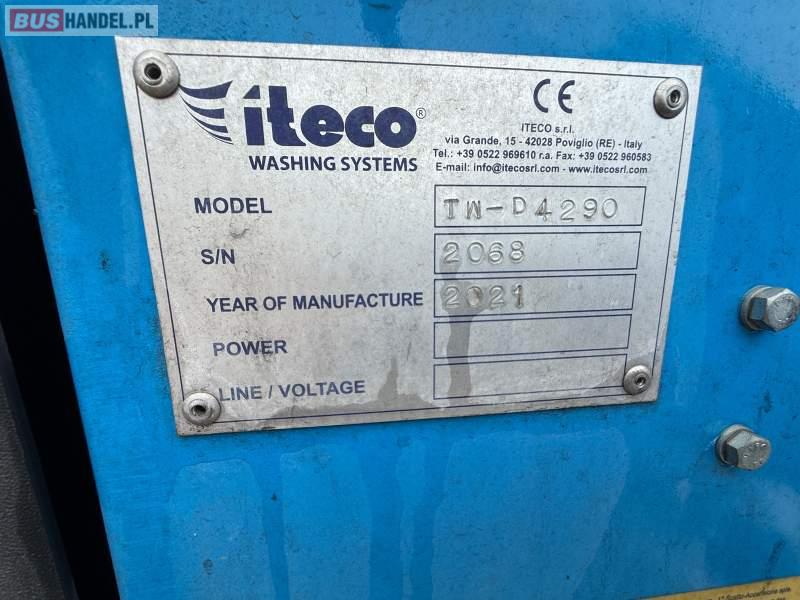 BUSHANDEL.PL
iteco®
WASHING SYSTEMS
CE
ITECO s.r.l.
via Grande, 15 - 42028 Poviglio (RE) - Italy
Tel.: +39 0522 969610 r.a. Fax: +39 0522 960583
E-mail: info@itecosrl.com - www.itecosrl.com
MODEL TW-D4290
S/N 2068
YEAR OF MANUFACTURE 2021
POWER
LINE / VOLTAGE